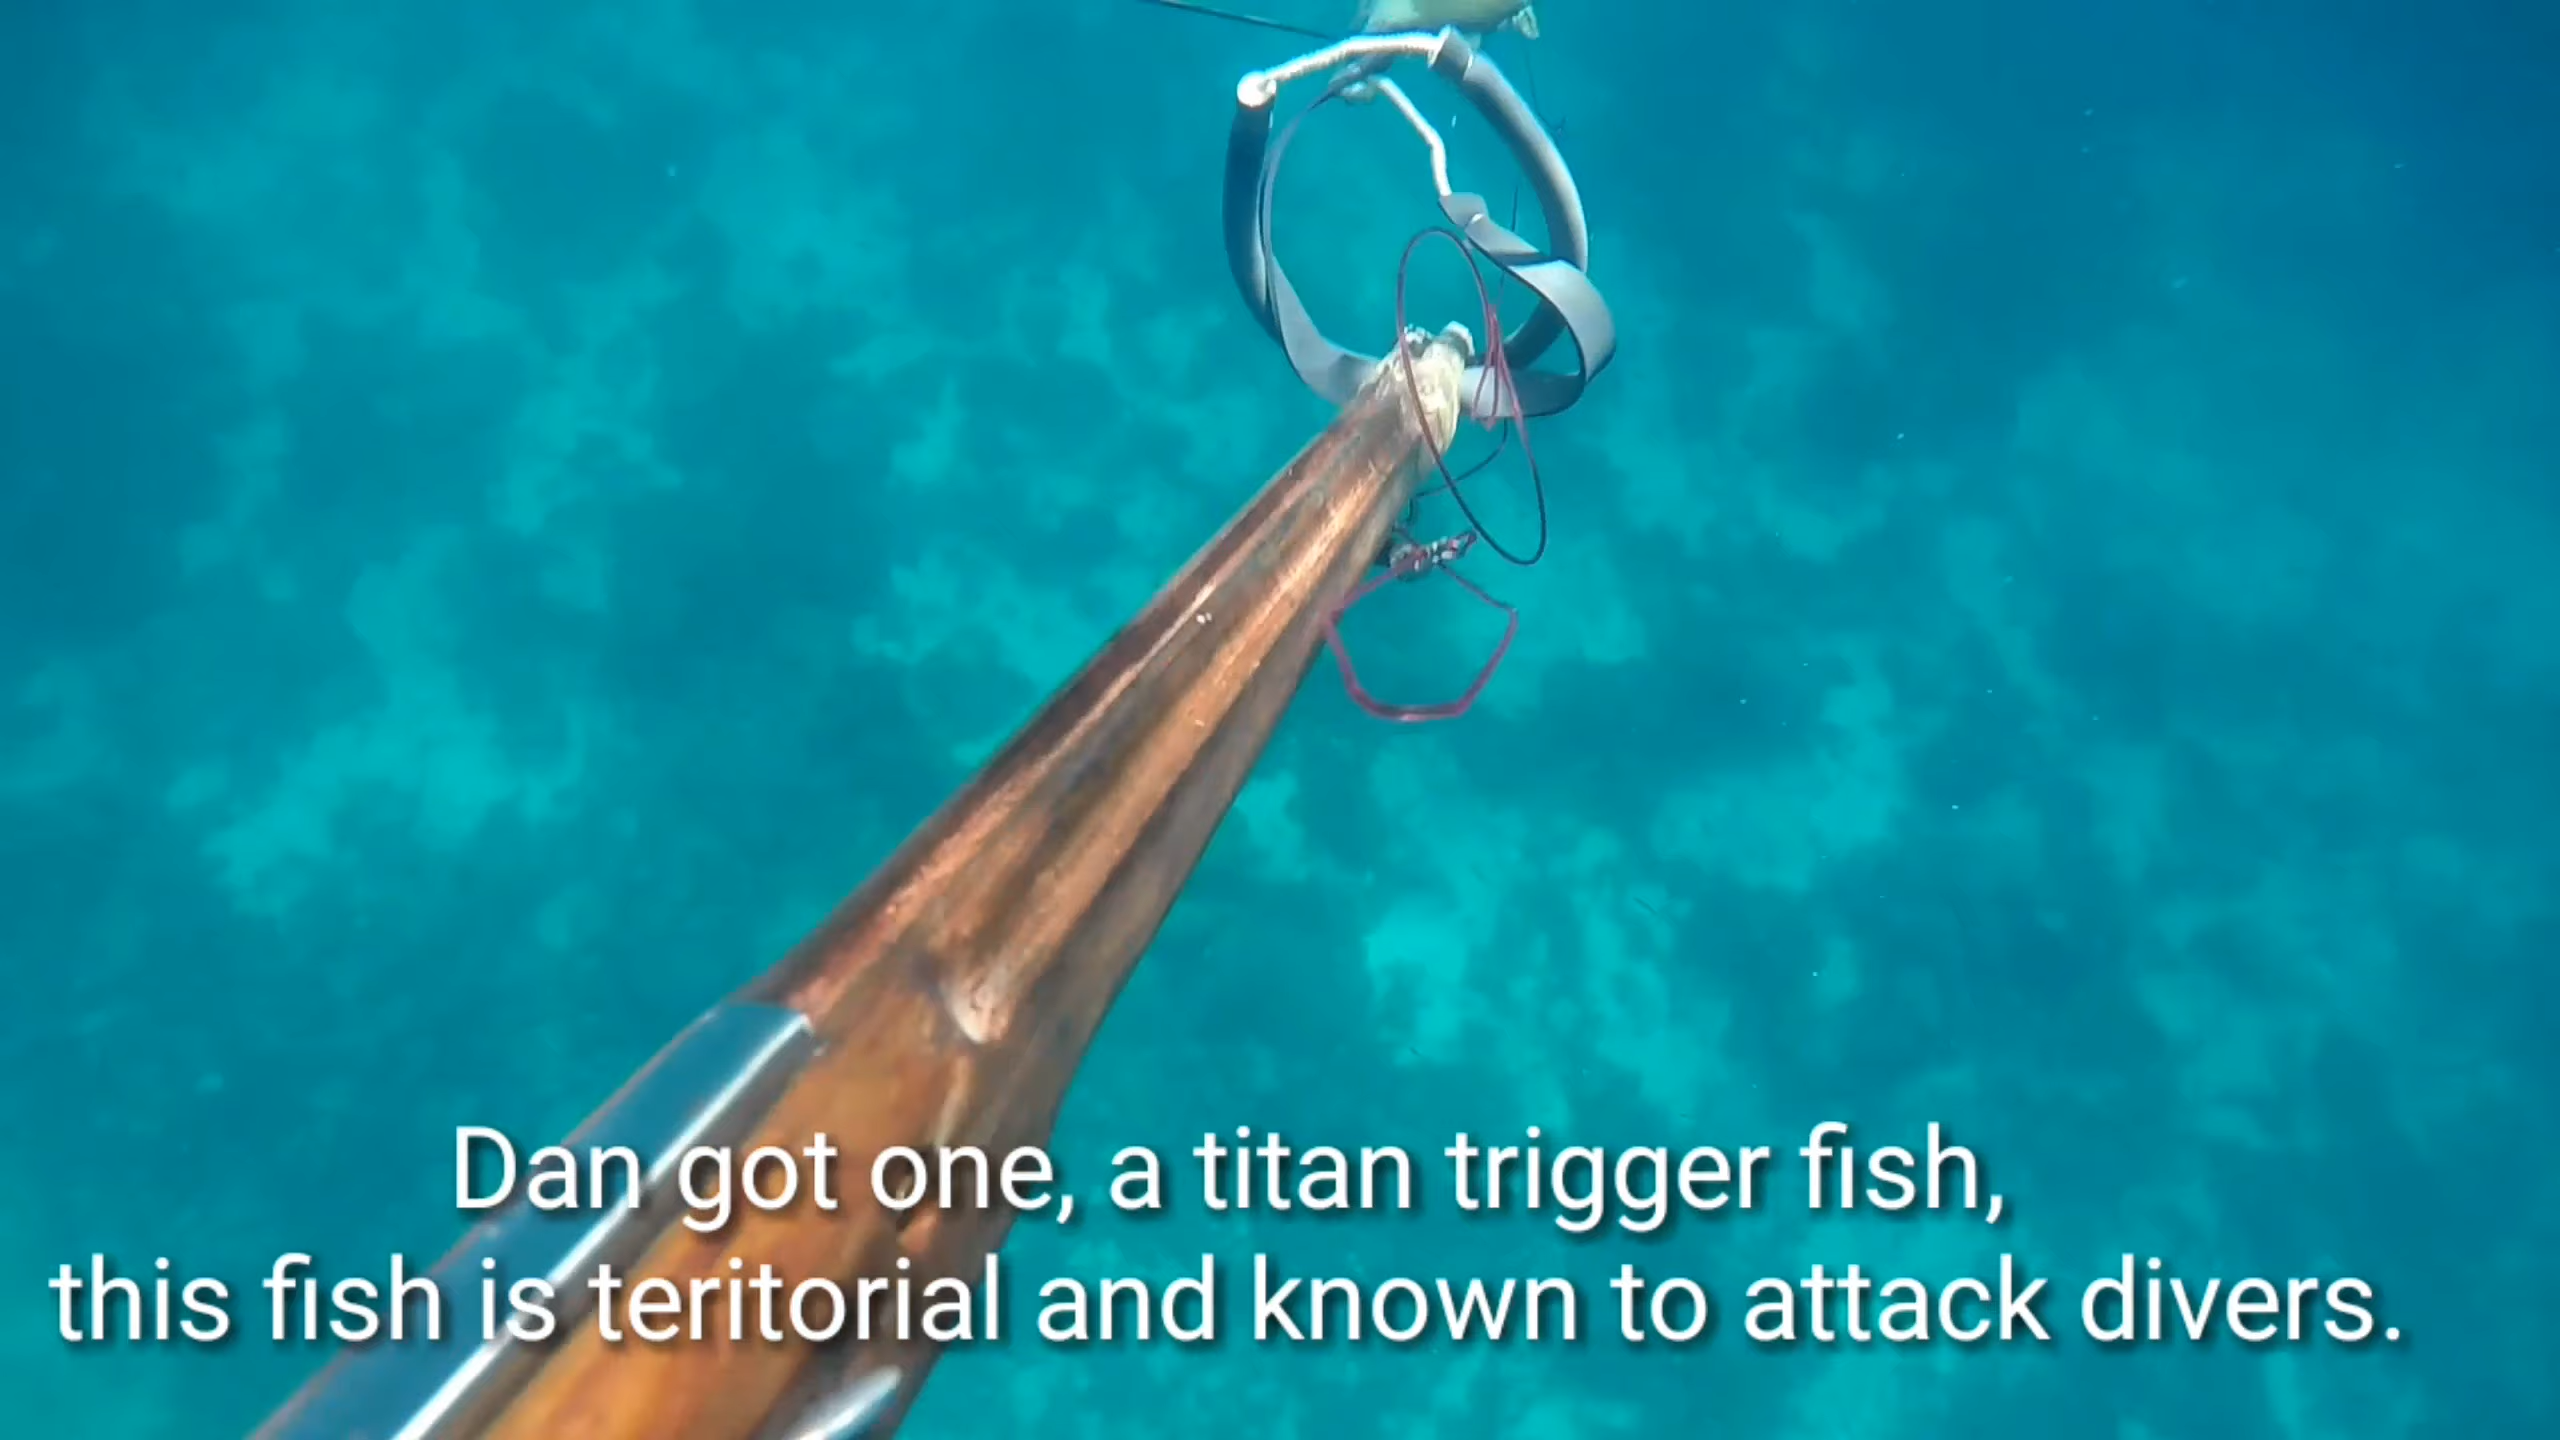 Dan got one, a titan trigger fish,
this fish is teritorial and known to attack divers.